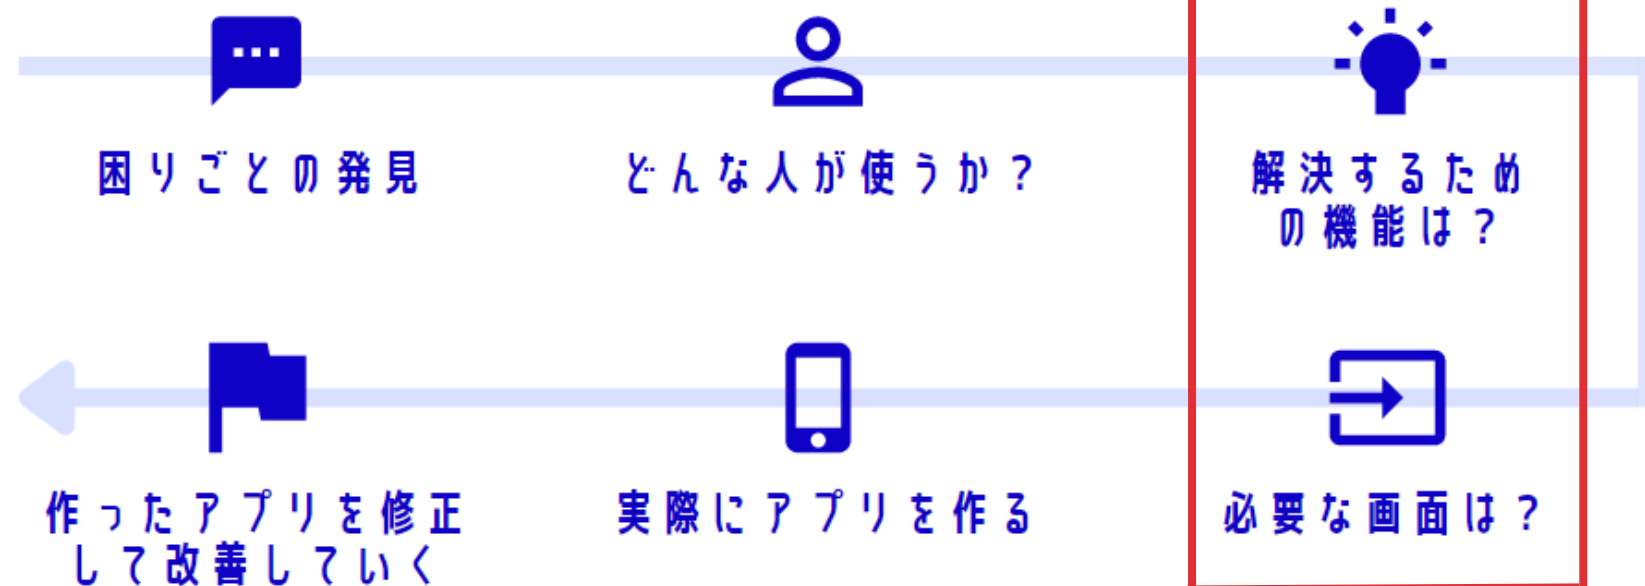 困りごとの発見
どんな人が使うか？
解決するため
の機能は？
必要な画面は？
実際にアプリを作る
作ったアプリを修正
して改善していく